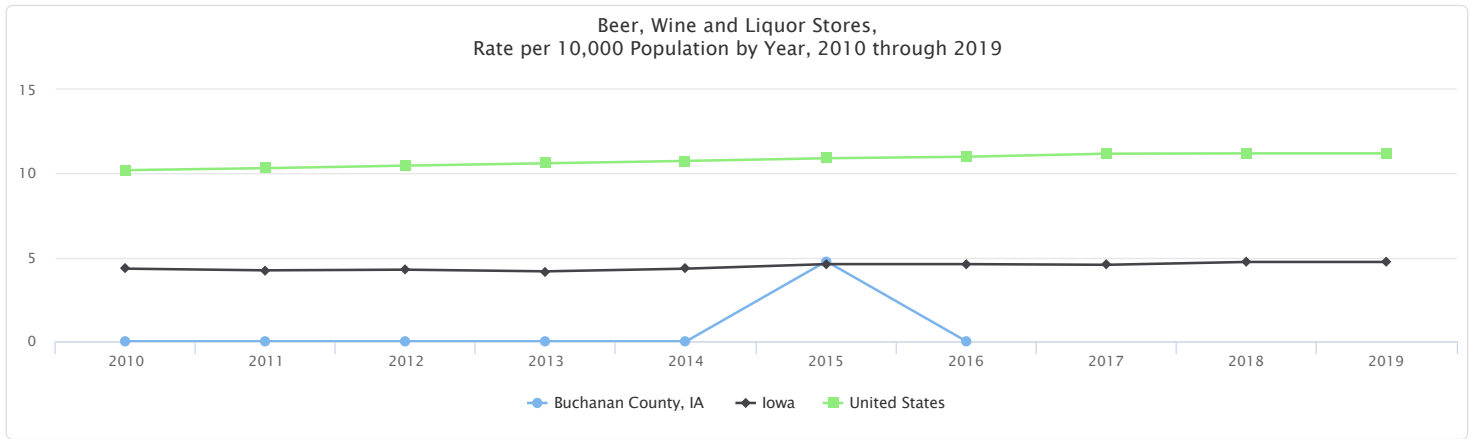 Beer, Wine and Liquor Stores,
Rate per 10,000 Population by Year, 2010 through 2019
15
10
5
0
2010 2011 2012 2013 2014 2015 2016 2017 2018 2019
Buchanan County, IA Iowa United States